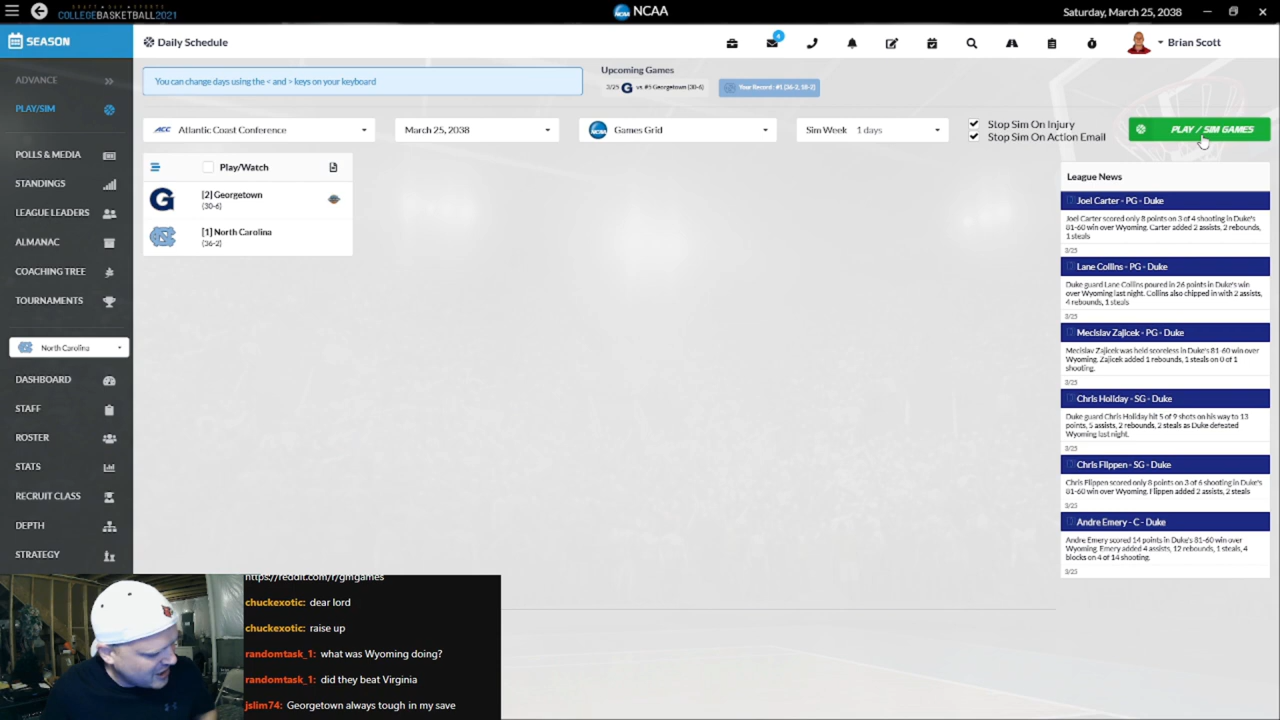 DRAFT DAY SPORTS
COLLEGEBASKETBALL2021
NCAA
Saturday, March 25, 2038
SEASON
Daily Schedule
4
Brian Scott
ADVANCE
PLAY/SIM
POLLS & MEDIA
STANDINGS
LEAGUE LEADERS
ALMANAC
COACHING TREE
TOURNAMENTS
North Carolina
DASHBOARD
STAFF
ROSTER
STATS
RECRUIT CLASS
DEPTH
STRATEGY
You can change days using the < and > keys on your keyboard
Upcoming Games
3/25 G vs. #5 Georgetown (30-6)
Your Record: #1 (36-2, 18-2)
ACC Atlantic Coast Conference
March 25, 2038
Games Grid
Sim Week 1 days
Stop Sim On Injury
Stop Sim On Action Email
PLAY / SIM GAMES
Play/Watch
[2] Georgetown
(30-6)
[1] North Carolina
(36-2)
League News
Joel Carter - PG - Duke
Joel Carter scored only 8 points on 3 of 4 shooting in Duke's
81-60 win over Wyoming. Carter added 2 assists, 2 rebounds,
1 steals
3/25
Lane Collins - PG - Duke
Duke guard Lane Collins poured in 26 points in Duke's win
over Wyoming last night. Collins also chipped in with 2 assists,
4 rebounds, 1 steals
3/25
Mecislav Zajicek - PG - Duke
Mecislav Zajicek was held scoreless in Duke's 81-60 win over
Wyoming. Zajicek added 1 rebounds, 1 steals on 0 of 1
shooting.
3/25
Chris Holiday - SG - Duke
Duke guard Chris Holiday hit 5 of 9 shots on his way to 13
points, 5 assists, 2 rebounds, 2 steals as Duke defeated
Wyoming last night.
3/25
Chris Flippen - SG - Duke
Chris Flippen scored only 8 points on 3 of 6 shooting in Duke's
81-60 win over Wyoming. Flippen added 2 assists, 2 steals
3/25
Andre Emery - C - Duke
Andre Emery scored 14 points in Duke's 81-60 win over
Wyoming. Emery added 4 assists, 12 rebounds, 1 steals, 4
blocks on 4 of 14 shooting.
3/25
https://reddit.com/r/gmgames
chuckexotic: dear lord
chuckexotic: raise up
randomtask_1: what was Wyoming doing?
randomtask_1: did they beat Virginia
jslim74: Georgetown always tough in my save